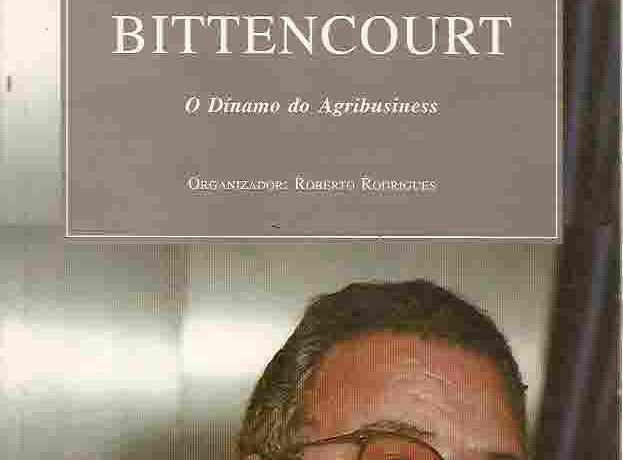 BITTENCOURT
O Dínamo do Agribusiness
ORGANIZADOR: ROBERTO RODRIGUES